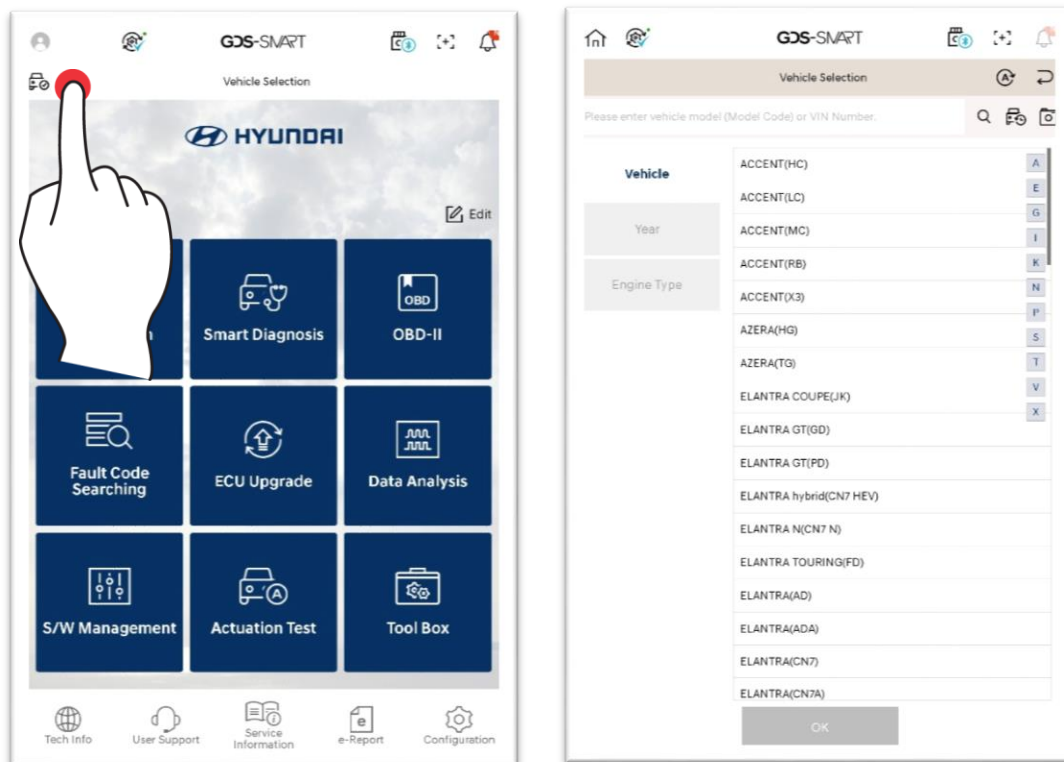 GDS-SMART
Vehicle Selection
HYUNDAI
Edit
Smart Diagnosis
OBD
OBD-II
Fault Code
Searching
ECU Upgrade
Data Analysis
S/W Management
A
Actuation Test
Tool Box
Tech Info
User Support
Service
Information
e
e-Report
Configuration
GDS-SMART
Vehicle Selection
A
Please enter vehicle model (Model Code) or VIN Number.
Vehicle
Year
Engine Type
ACCENT(HC)
ACCENT(LC)
ACCENT(MC)
ACCENT(RB)
ACCENT(X3)
AZERA(HG)
AZERA(TG)
ELANTRA COUPE(JK)
ELANTRA GT(GD)
ELANTRA GT(PD)
ELANTRA hybrid(CN7 HEV)
ELANTRA N(CN7 N)
ELANTRA TOURING(FD)
ELANTRA(AD)
ELANTRA(ADA)
ELANTRA(CN7)
ELANTRA(CN7A)
A
E
G
I
K
N
P
S
T
V
X
OK